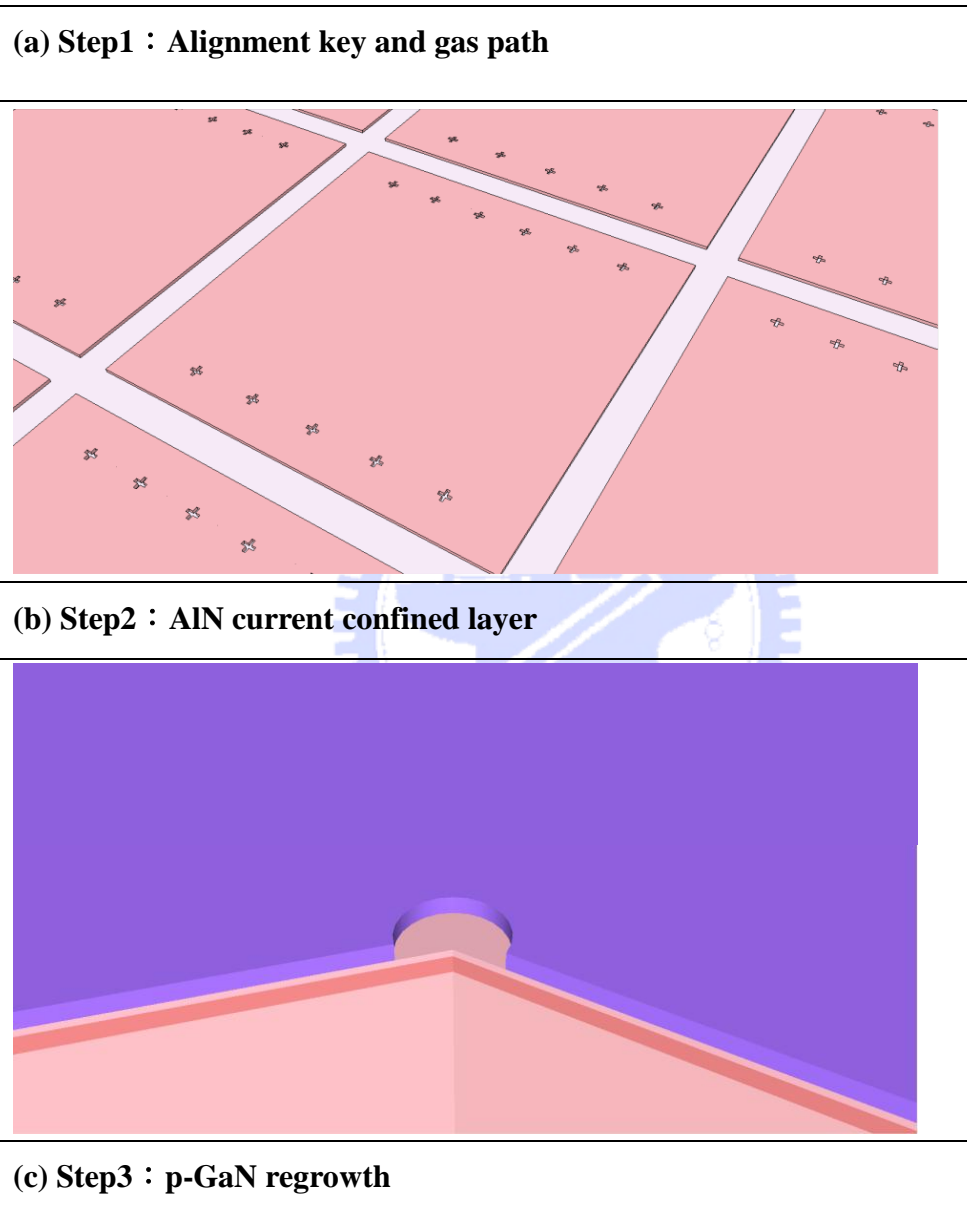 (a) Step1：Alignment key and gas path
(b) Step2：AlN current confined layer
(c) Step3：p-GaN regrowth